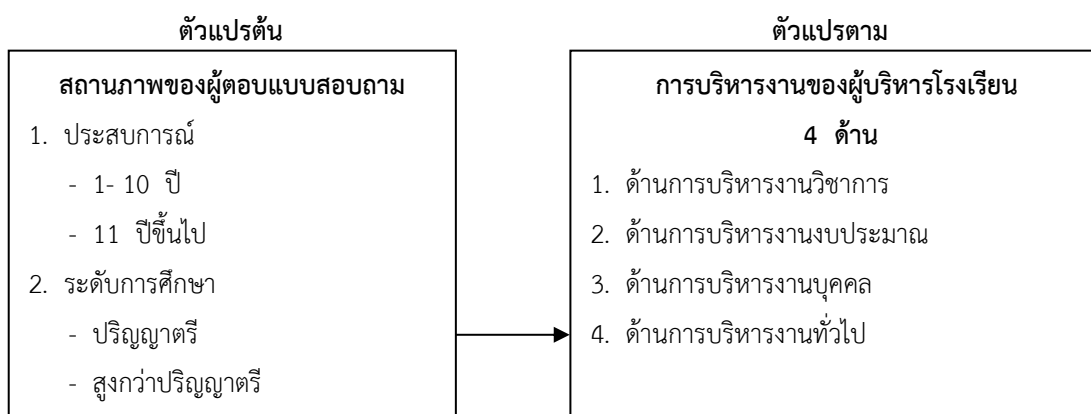 ตัวแปรต้น
สถานภาพของผู้ตอบแบบสอบถาม
1. ประสบการณ์
- 1- 10 ปี
- 11 ปีขึ้นไป
2. ระดับการศึกษา
- ปริญญาตรี
- สูงกว่าปริญญาตรี
ตัวแปรตาม
การบริหารงานของผู้บริหารโรงเรียน
4 ด้าน
1. ด้านการบริหารงานวิชาการ
2. ด้านการบริหารงานงบประมาณ
3. ด้านการบริหารงานบุคคล
4. ด้านการบริหารงานทั่วไป